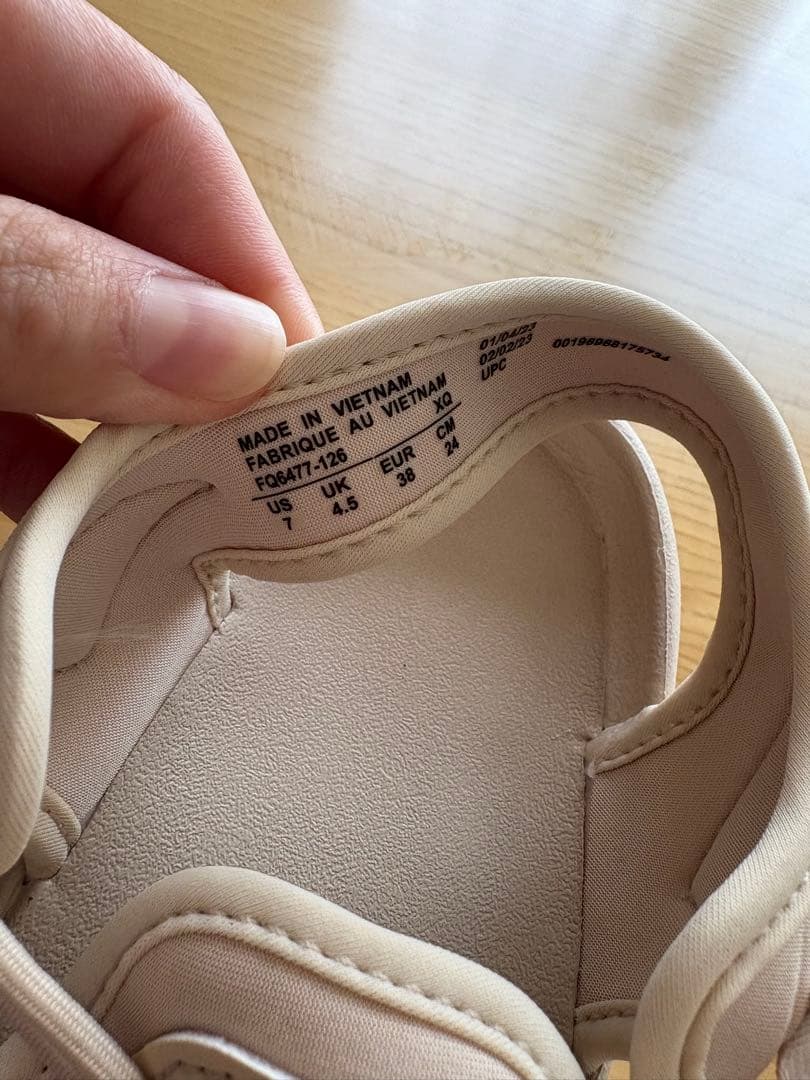 MADE IN VIETNAM
FABRIQUE AU VIETNAM
FQ6477-126 XQ
US UK EUR CM
7 4.5 38 24
01/04/23
02/02/23
UPC
00196968175734